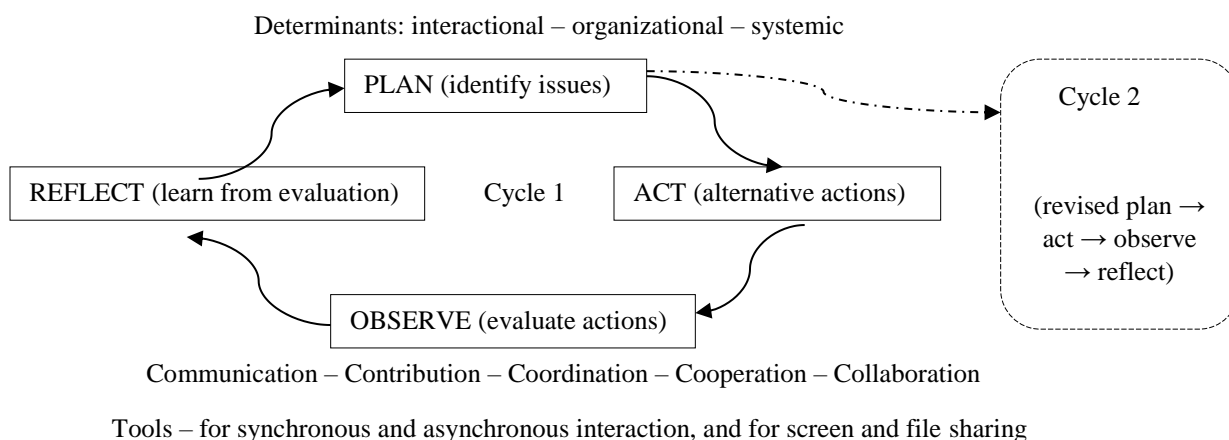 Determinants: interactional – organizational – systemic
PLAN (identify issues)
Cycle 2
REFLECT (learn from evaluation)
Cycle 1
ACT (alternative actions)
(revised plan →
act → observe
→ reflect)
OBSERVE (evaluate actions)
Communication – Contribution – Coordination – Cooperation – Collaboration
Tools – for synchronous and asynchronous interaction, and for screen and file sharing